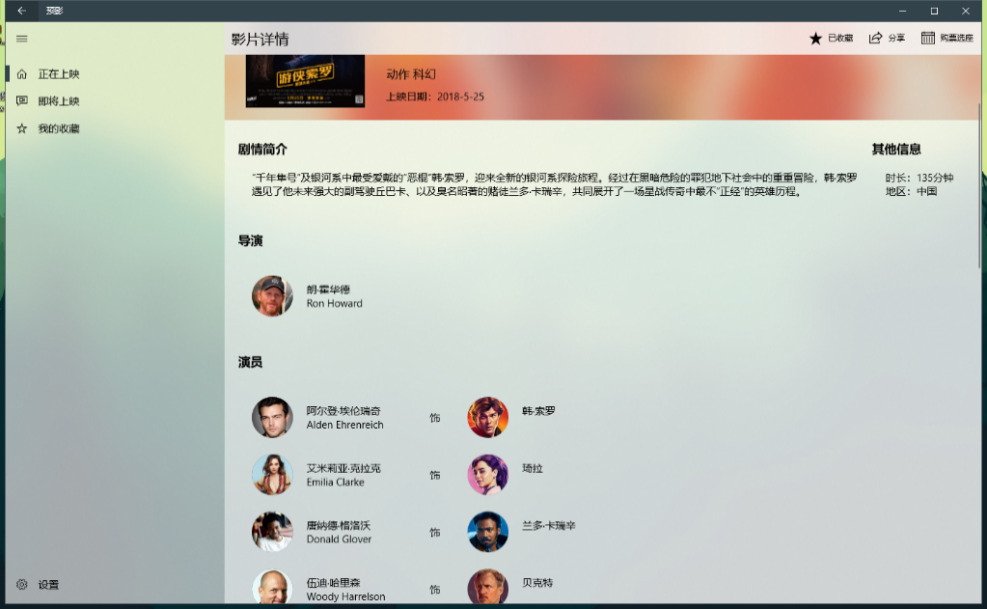 影片详情
已收藏
分享
购票选座
正在上映
即将上映
我的收藏
设置
游侠索罗
动作 科幻
上映日期：2018-5-25
剧情简介
“千年隼号”及银河系中最受爱戴的“恶棍”韩·索罗，迎来全新的银河系探险旅程。经过在黑暗危险的罪犯地下社会中的重重冒险，韩·索罗
遇见了他未来强大的副驾驶丘巴卡、以及臭名昭著的赌徒兰多·卡瑞辛，共同展开了一场星战传奇中最不“正经”的英雄历程。
其他信息
时长：135分钟
地区：中国
导演
朗·霍华德
Ron Howard
演员
阿尔登·埃伦瑞奇
Alden Ehrenreich
饰
韩·索罗
艾米莉亚·克拉克
Emilia Clarke
饰
琦拉
唐纳德·格洛沃
Donald Glover
饰
兰多·卡瑞辛
伍迪·哈里森
Woody Harrelson
饰
贝克特